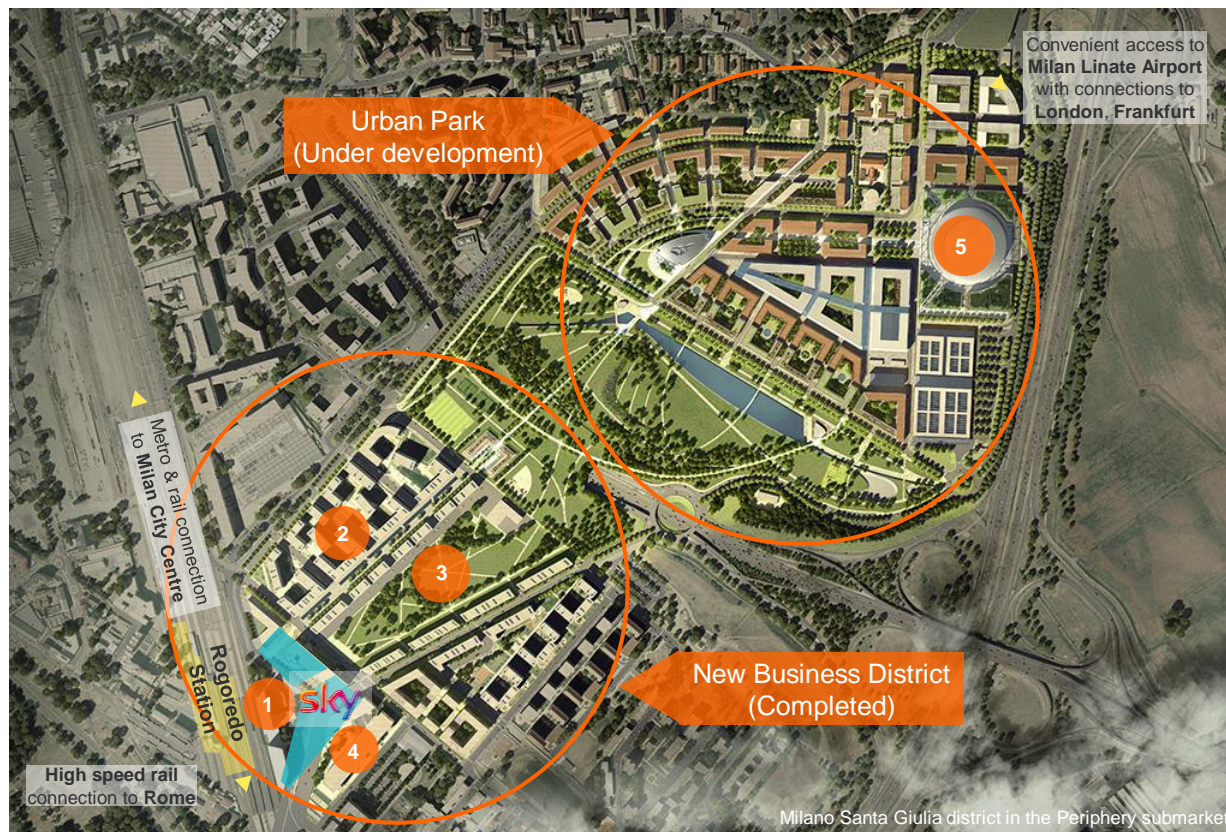 Convenient access to
Milan Linate Airport
with connections to
London, Frankfurt
Urban Park
(Under development)
5
Metro & rail connection
to Milan City Centre
2
3
Rogoredo
Station
1
sky
4
New Business District
(Completed)
High speed rail
connection to Rome
Milano Santa Giulia district in the Periphery submarke